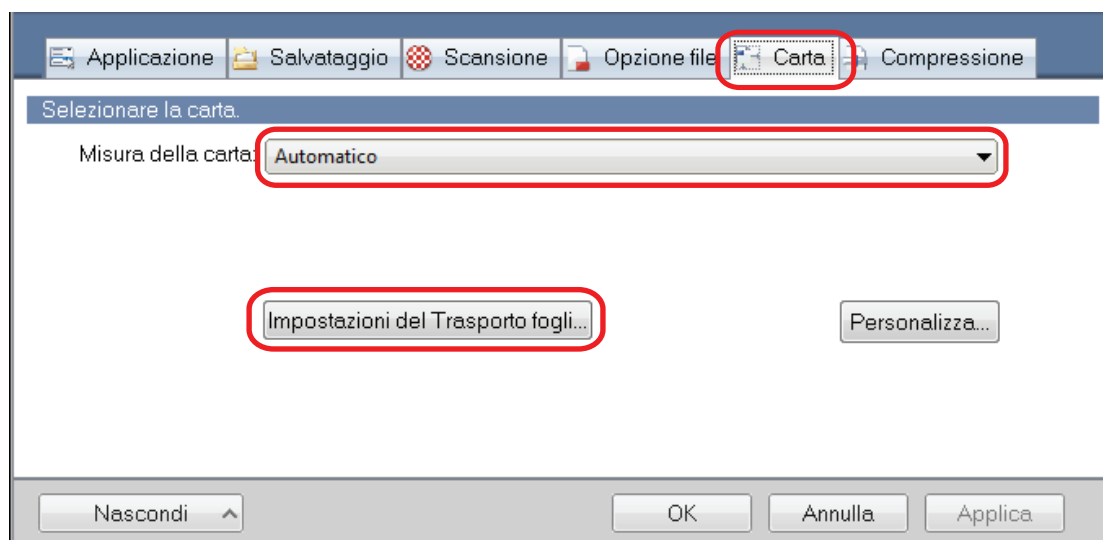 Applicazione Salvataggio Scansione Opzione file Carta Compressione
Selezionare la carta.
Misura della carta: Automatico
Impostazioni del Trasporto fogli... Personalizza...
Nascondi OK Annulla Applica